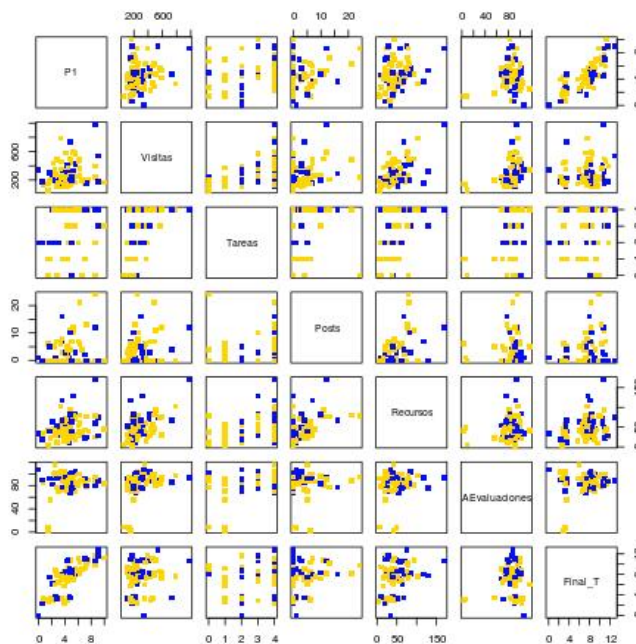 200 600
0 10 20
0 40 80
P1
Visitas
200 600
Tareas
0 10 20
Posts
Recursos
0 40 80
AEvaluaciones
Final_T
0 4 8
0 1 2 3 4
0 50 150
0 4 8 12